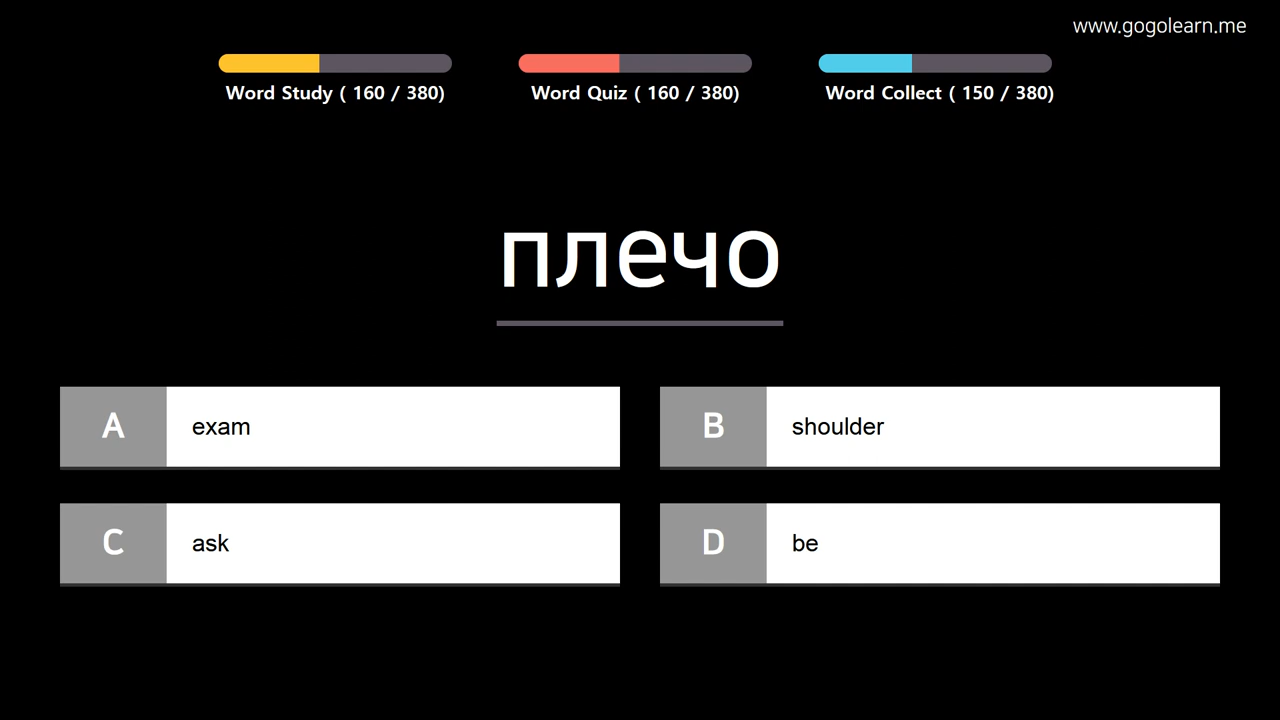 www.gogolearn.me
Word Study ( 160 / 380)
Word Quiz ( 160 / 380)
Word Collect ( 150 / 380)
плечо
A exam
B shoulder
C ask
D be